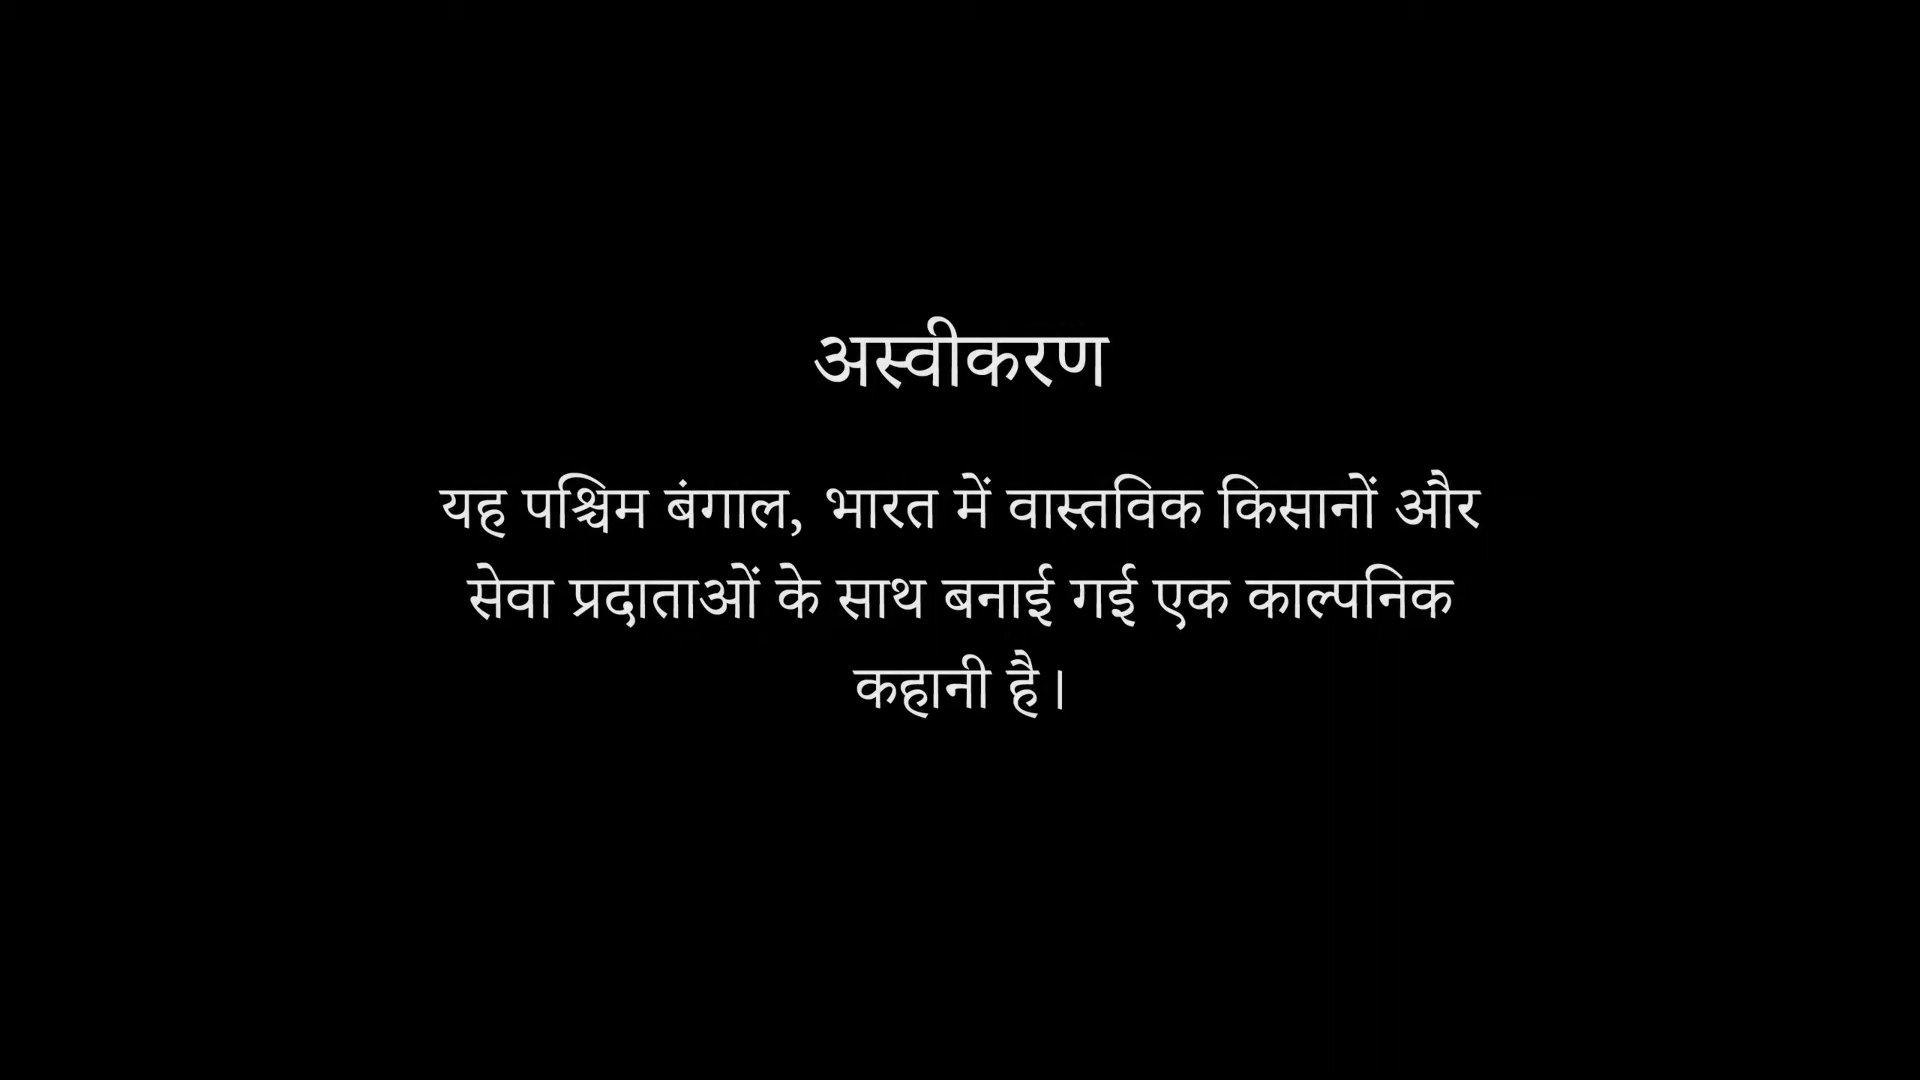 अस्वीकरण
यह पश्चिम बंगाल, भारत में वास्तविक किसानों और
सेवा प्रदाताओं के साथ बनाई गई एक काल्पनिक
कहानी है।